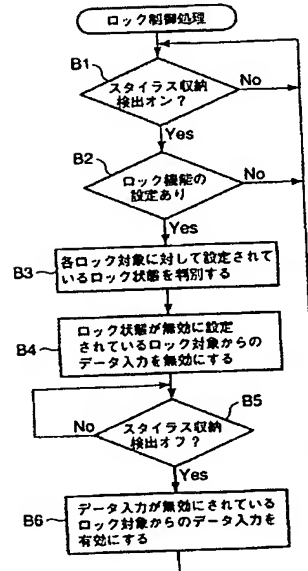 ロック制御処理
B1
スタイラス収納
検出オン？
No
Yes
B2
ロック機能の
設定あり
No
Yes
B3
各ロック対象に対して設定されて
いるロック状態を判別する
B4
ロック状態が無効に設定
されているロック対象からの
データ入力を無効にする
B5
スタイラス収納
検出オフ？
No
Yes
B6
データ入力が無効にされている
ロック対象からのデータ入力を
有効にする